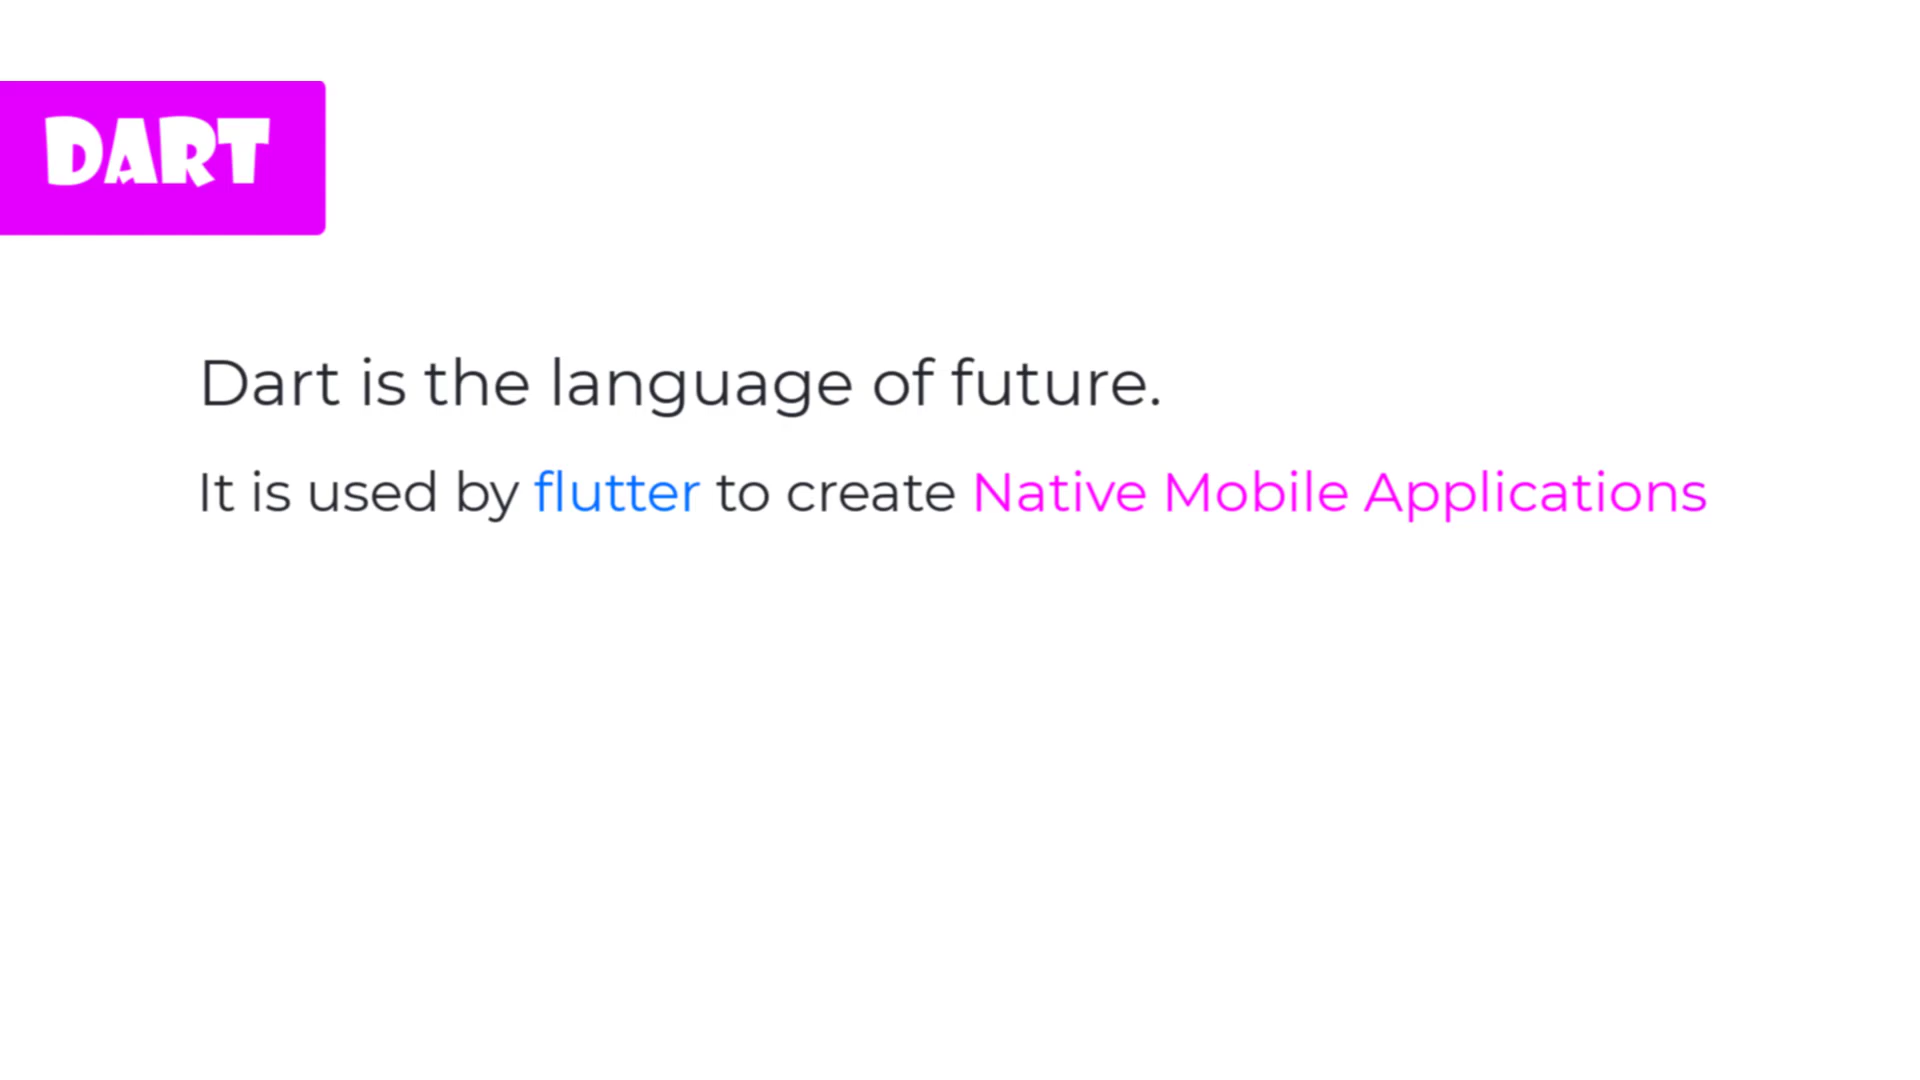 DART
Dart is the language of future.
It is used by flutter to create Native Mobile Applications